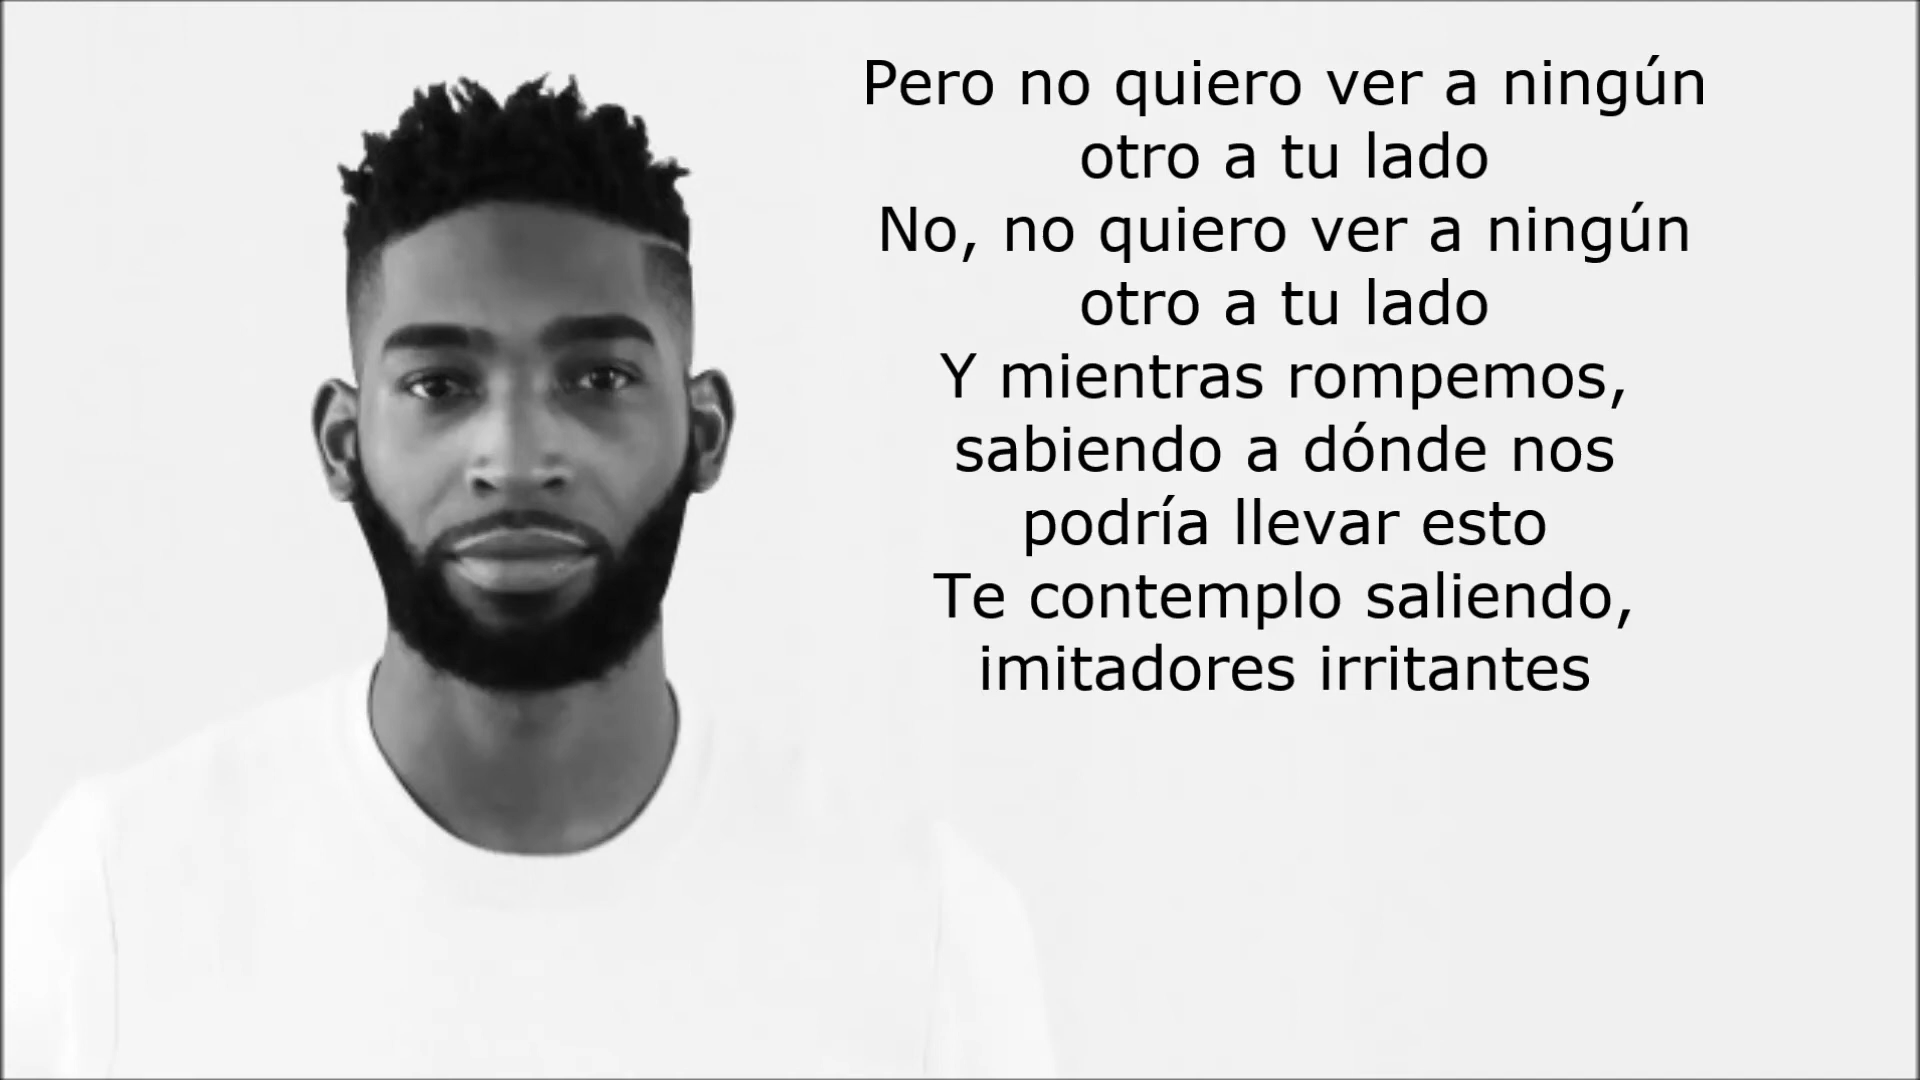 Pero no quiero ver a ningún
otro a tu lado
No, no quiero ver a ningún
otro a tu lado
Y mientras rompemos,
sabiendo a dónde nos
podría llevar esto
Te contemplo saliendo,
imitadores irritantes